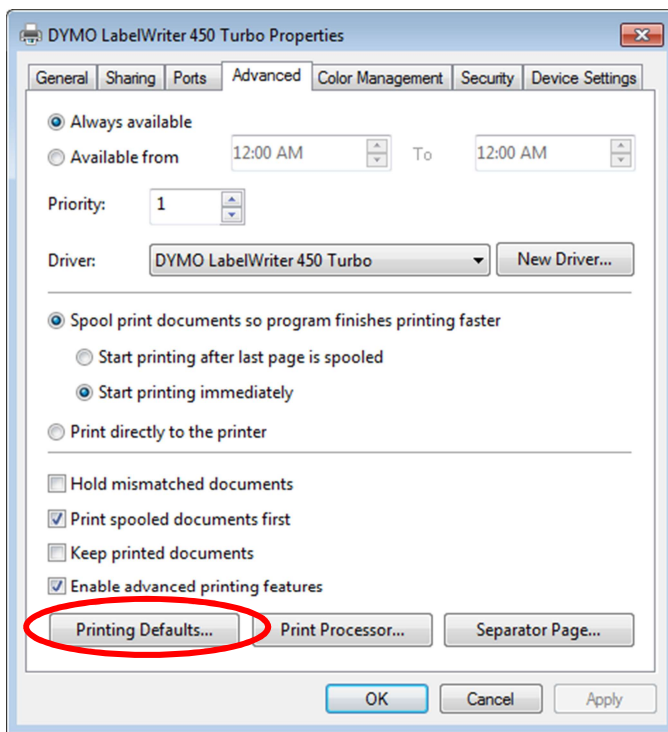 DYMO LabelWriter 450 Turbo Properties
General Sharing Ports Advanced Color Management Security Device Settings
Always available
Available from 12:00 AM To 12:00 AM
Priority: 1
Driver: DYMO LabelWriter 450 Turbo New Driver...
Spool print documents so program finishes printing faster
Start printing after last page is spooled
Start printing immediately
Print directly to the printer
Hold mismatched documents
Print spooled documents first
Keep printed documents
Enable advanced printing features
Printing Defaults... Print Processor... Separator Page...
OK Cancel Apply